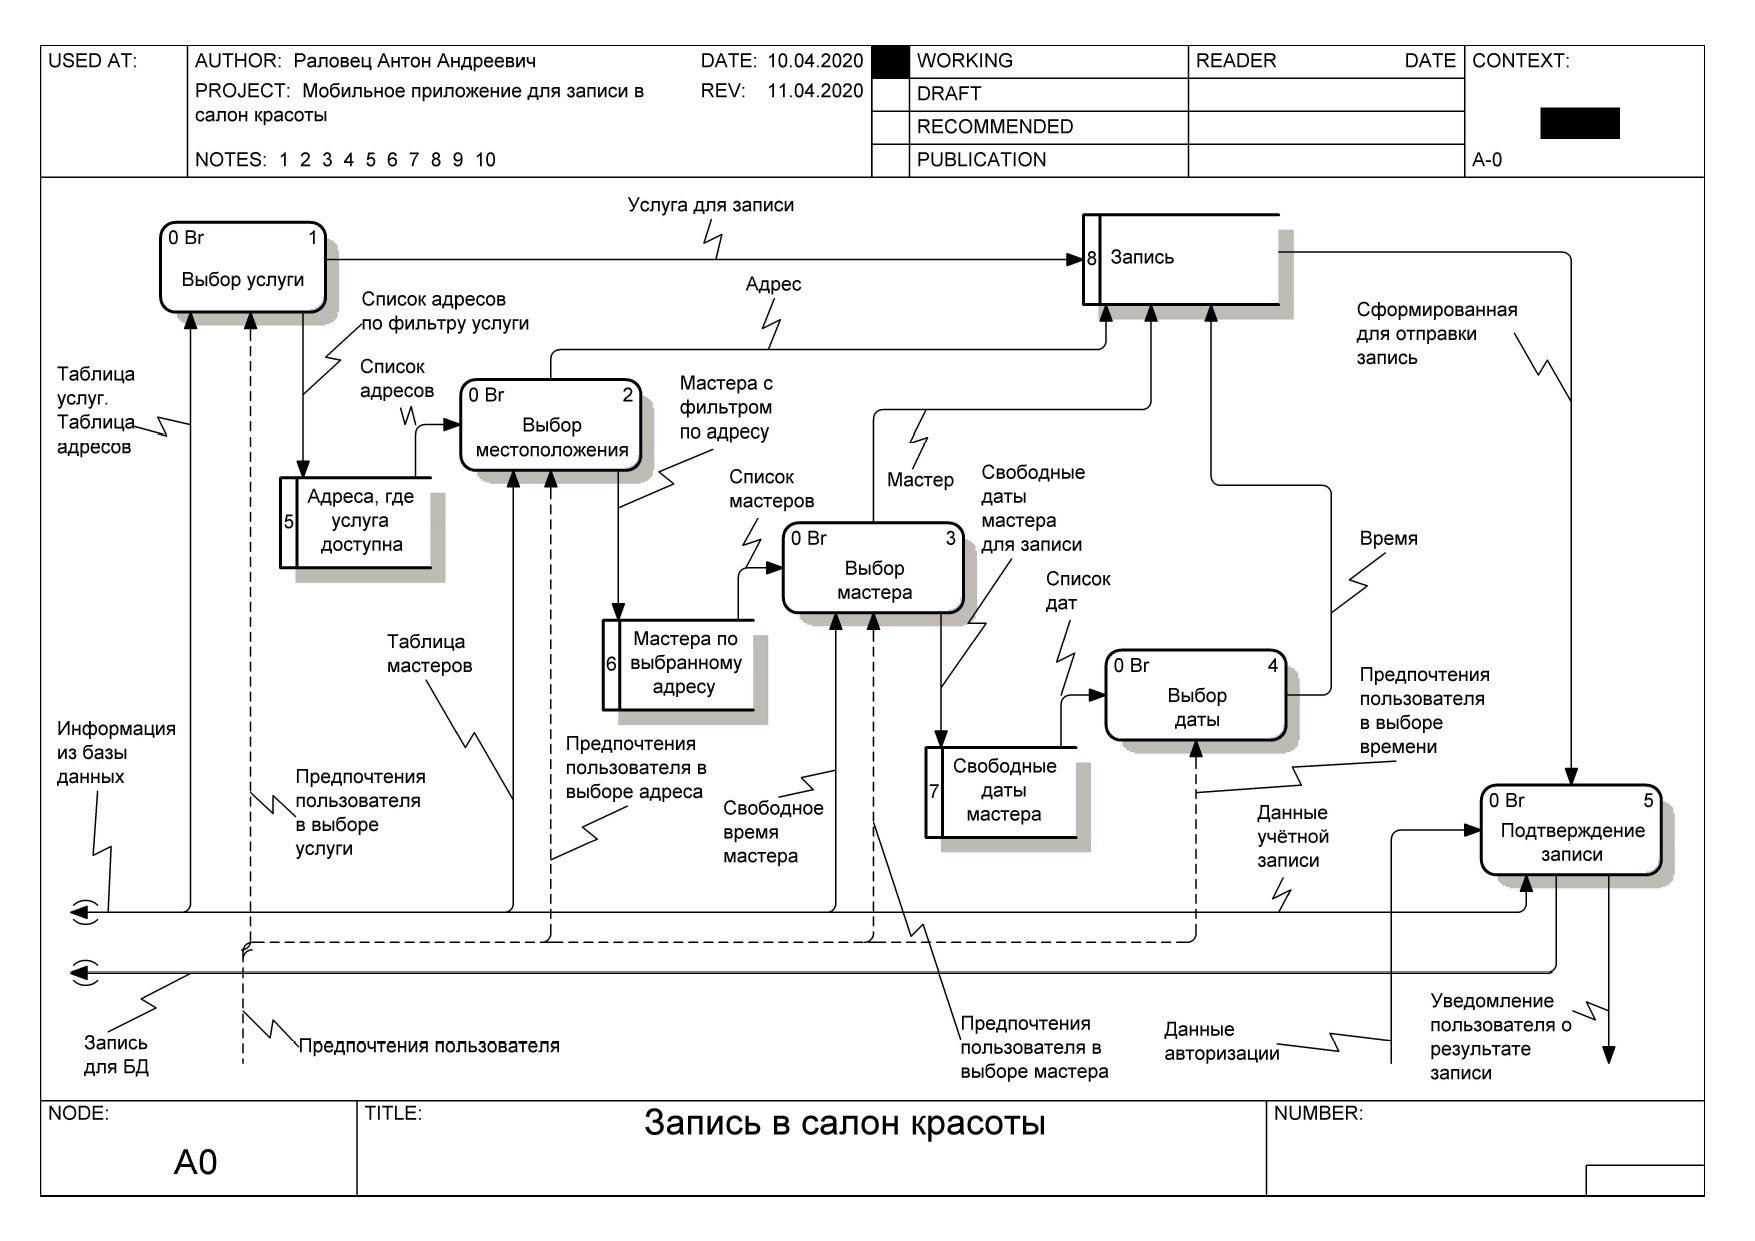 USED AT:
AUTHOR: Раловец Антон Андреевич
DATE: 10.04.2020
PROJECT: Мобильное приложение для записи в
салон красоты
REV: 11.04.2020
NOTES: 1 2 3 4 5 6 7 8 9 10
WORKING
DRAFT
RECOMMENDED
PUBLICATION
READER DATE
CONTEXT:
A-0
Услуга для записи
0 Br 1
Выбор услуги
8 Запись
Адрес
Список адресов
по фильтру услуги
Сформированная
для отправки
запись
Список
адресов
Таблица
услуг.
Таблица
адресов
0 Br 2
Выбор
местоположения
Мастера с
фильтром
по адресу
Список
мастеров
Мастер
Свободные
даты
мастера
для записи
5
Адреса, где
услуга
доступна
0 Br 3
Выбор
мастера
Время
Список
дат
Таблица
мастеров
6
Мастера по
выбранному
адресу
0 Br 4
Выбор
даты
Предпочтения
пользователя
в выборе
времени
Информация
из базы
данных
Предпочтения
пользователя
в выборе
услуги
Предпочтения
пользователя в
выборе адреса
Свободное
время
мастера
7
Свободные
даты
мастера
Данные
учётной
записи
0 Br 5
Подтверждение
записи
Запись
для БД
Предпочтения пользователя
Предпочтения
пользователя в
выборе мастера
Данные
авторизации
Уведомление
пользователя о
результате
записи
NODE:
A0
TITLE:
Запись в салон красоты
NUMBER: